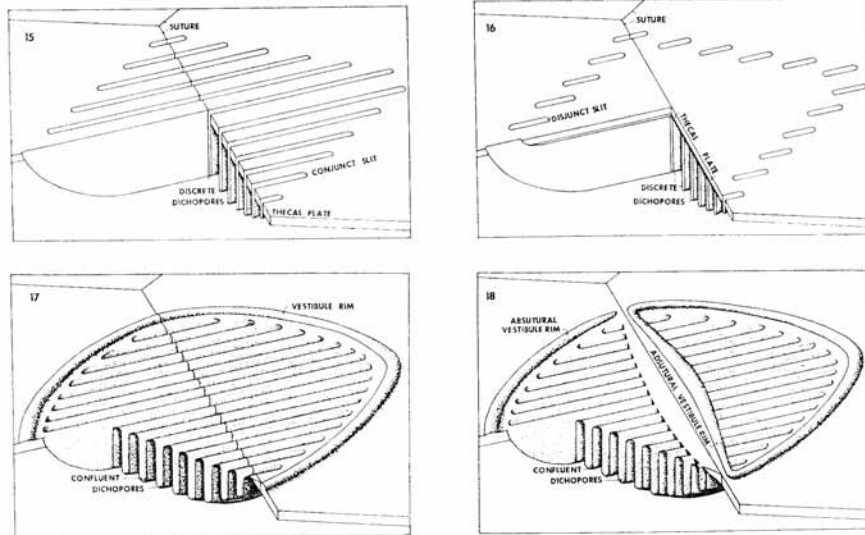 15
SUTURE
CONJUNCT SLIT
DISCRETE
DICHOPORES
THECAL PLATE
16
SUTURE
DISJUNCT SLIT
THECAL PLATE
DISCRETE
DICHOPORES
17
VESTIBULE RIM
CONFLUENT
DICHOPORES
18
ABSUTURAL
VESTIBULE RIM
ADSUTURAL VESTIBULE RIM
CONFLUENT
DICHOPORES